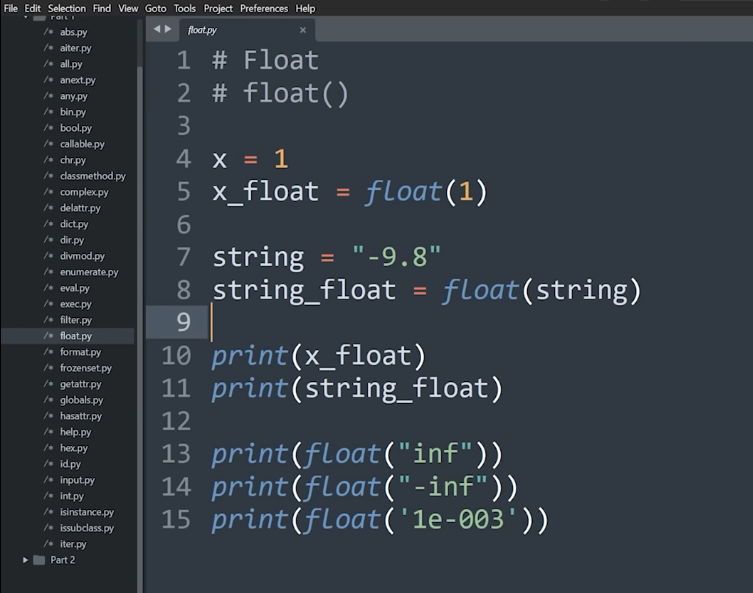 File Edit Selection Find View Goto Tools Project Preferences Help
Part 1
abs.py
aiter.py
all.py
anext.py
any.py
bin.py
bool.py
callable.py
chr.py
classmethod.py
complex.py
delattr.py
dict.py
dir.py
divmod.py
enumerate.py
eval.py
exec.py
filter.py
float.py
format.py
frozenset.py
getattr.py
globals.py
hasattr.py
help.py
hex.py
id.py
input.py
int.py
isinstance.py
issubclass.py
iter.py
Part 2
float.py ×
1 # Float
2 # float()
3
4 x = 1
5 x_float = float(1)
6
7 string = "-9.8"
8 string_float = float(string)
9
10 print(x_float)
11 print(string_float)
12
13 print(float("inf"))
14 print(float("-inf"))
15 print(float('1e-003'))